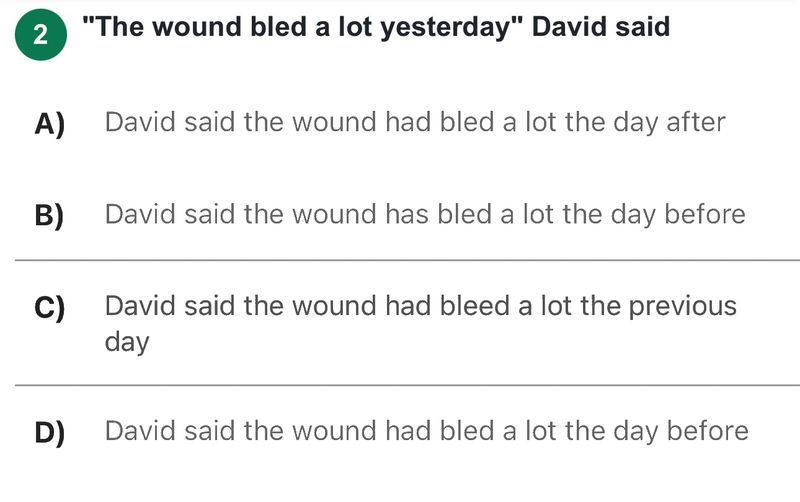 2 "The wound bled a lot yesterday" David said
A) David said the wound had bled a lot the day after
B) David said the wound has bled a lot the day before
C) David said the wound had bleed a lot the previous
day
D) David said the wound had bled a lot the day before